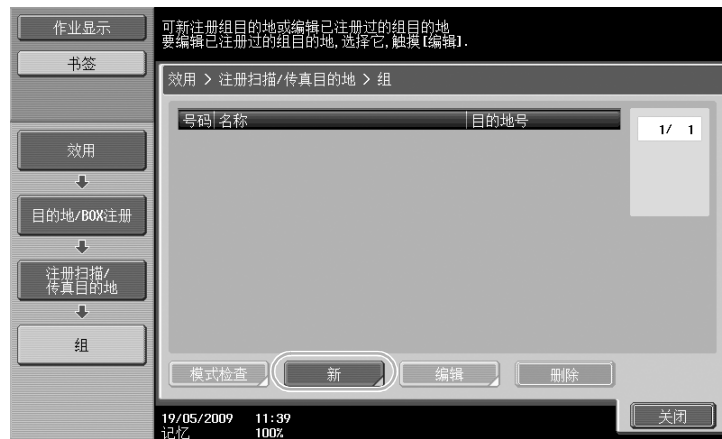 作业显示
书签
可新注册组目的地或编辑已注册过的组目的地
要编辑已注册过的组目的地,选择它,触摸[编辑].
效用 > 注册扫描/传真目的地 > 组
号码 名称 目的地号
1/ 1
效用
目的地/BOX注册
注册扫描/
传真目的地
组
模式检查 新 编辑 删除
19/05/2009 11:39
记忆 100%
关闭